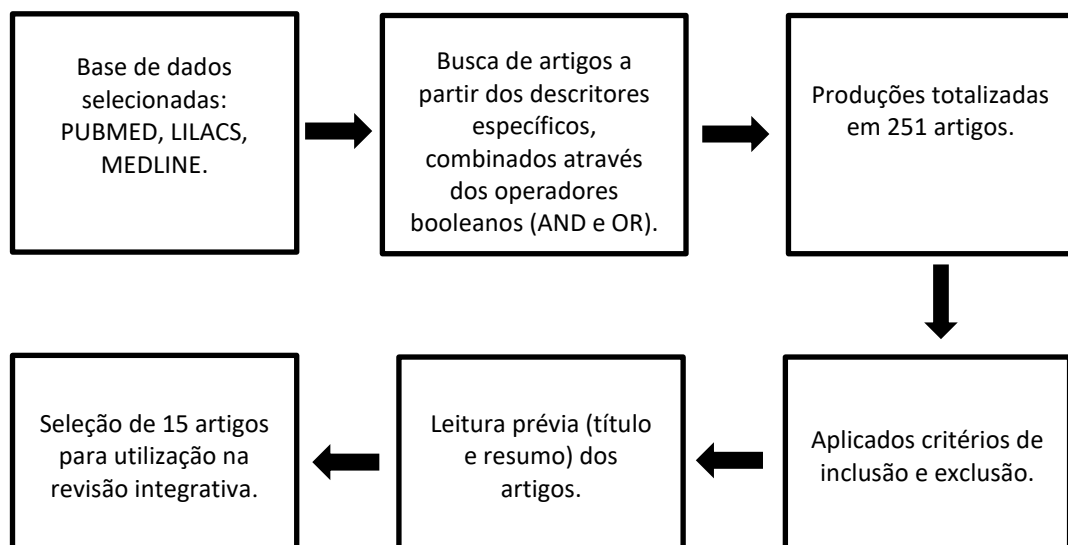 Base de dados
selecionadas:
PUBMED, LILACS,
MEDLINE.
Busca de artigos a
partir dos descritores
específicos,
combinados através
dos operadores
booleanos (AND e OR).
Produções totalizadas
em 251 artigos.
Aplicados critérios de
inclusão e exclusão.
Leitura prévia (título
e resumo) dos
artigos.
Seleção de 15 artigos
para utilização na
revisão integrativa.